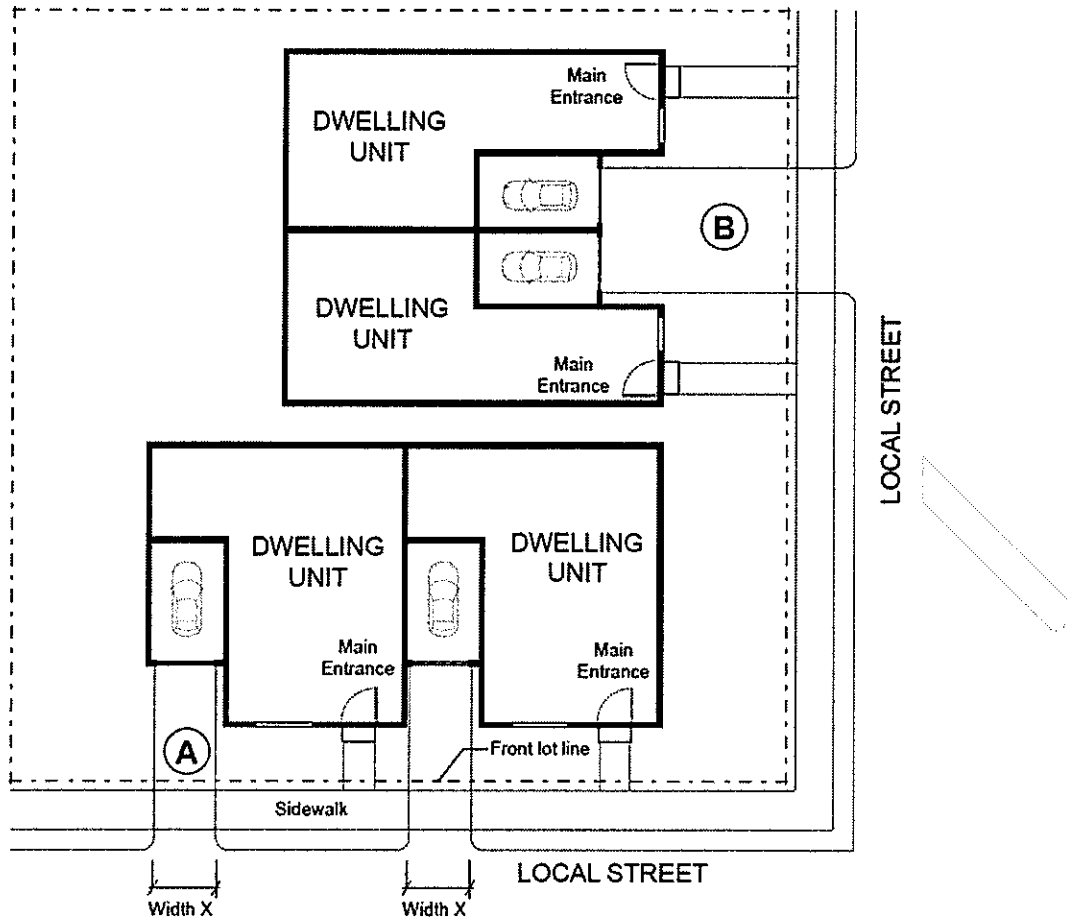 Main
Entrance
DWELLING
UNIT
B
DWELLING
UNIT
Main
Entrance
LOCAL STREET
DWELLING
UNIT
DWELLING
UNIT
Main
Entrance
Main
Entrance
A
Front lot line
Sidewalk
LOCAL STREET
Width X
Width X